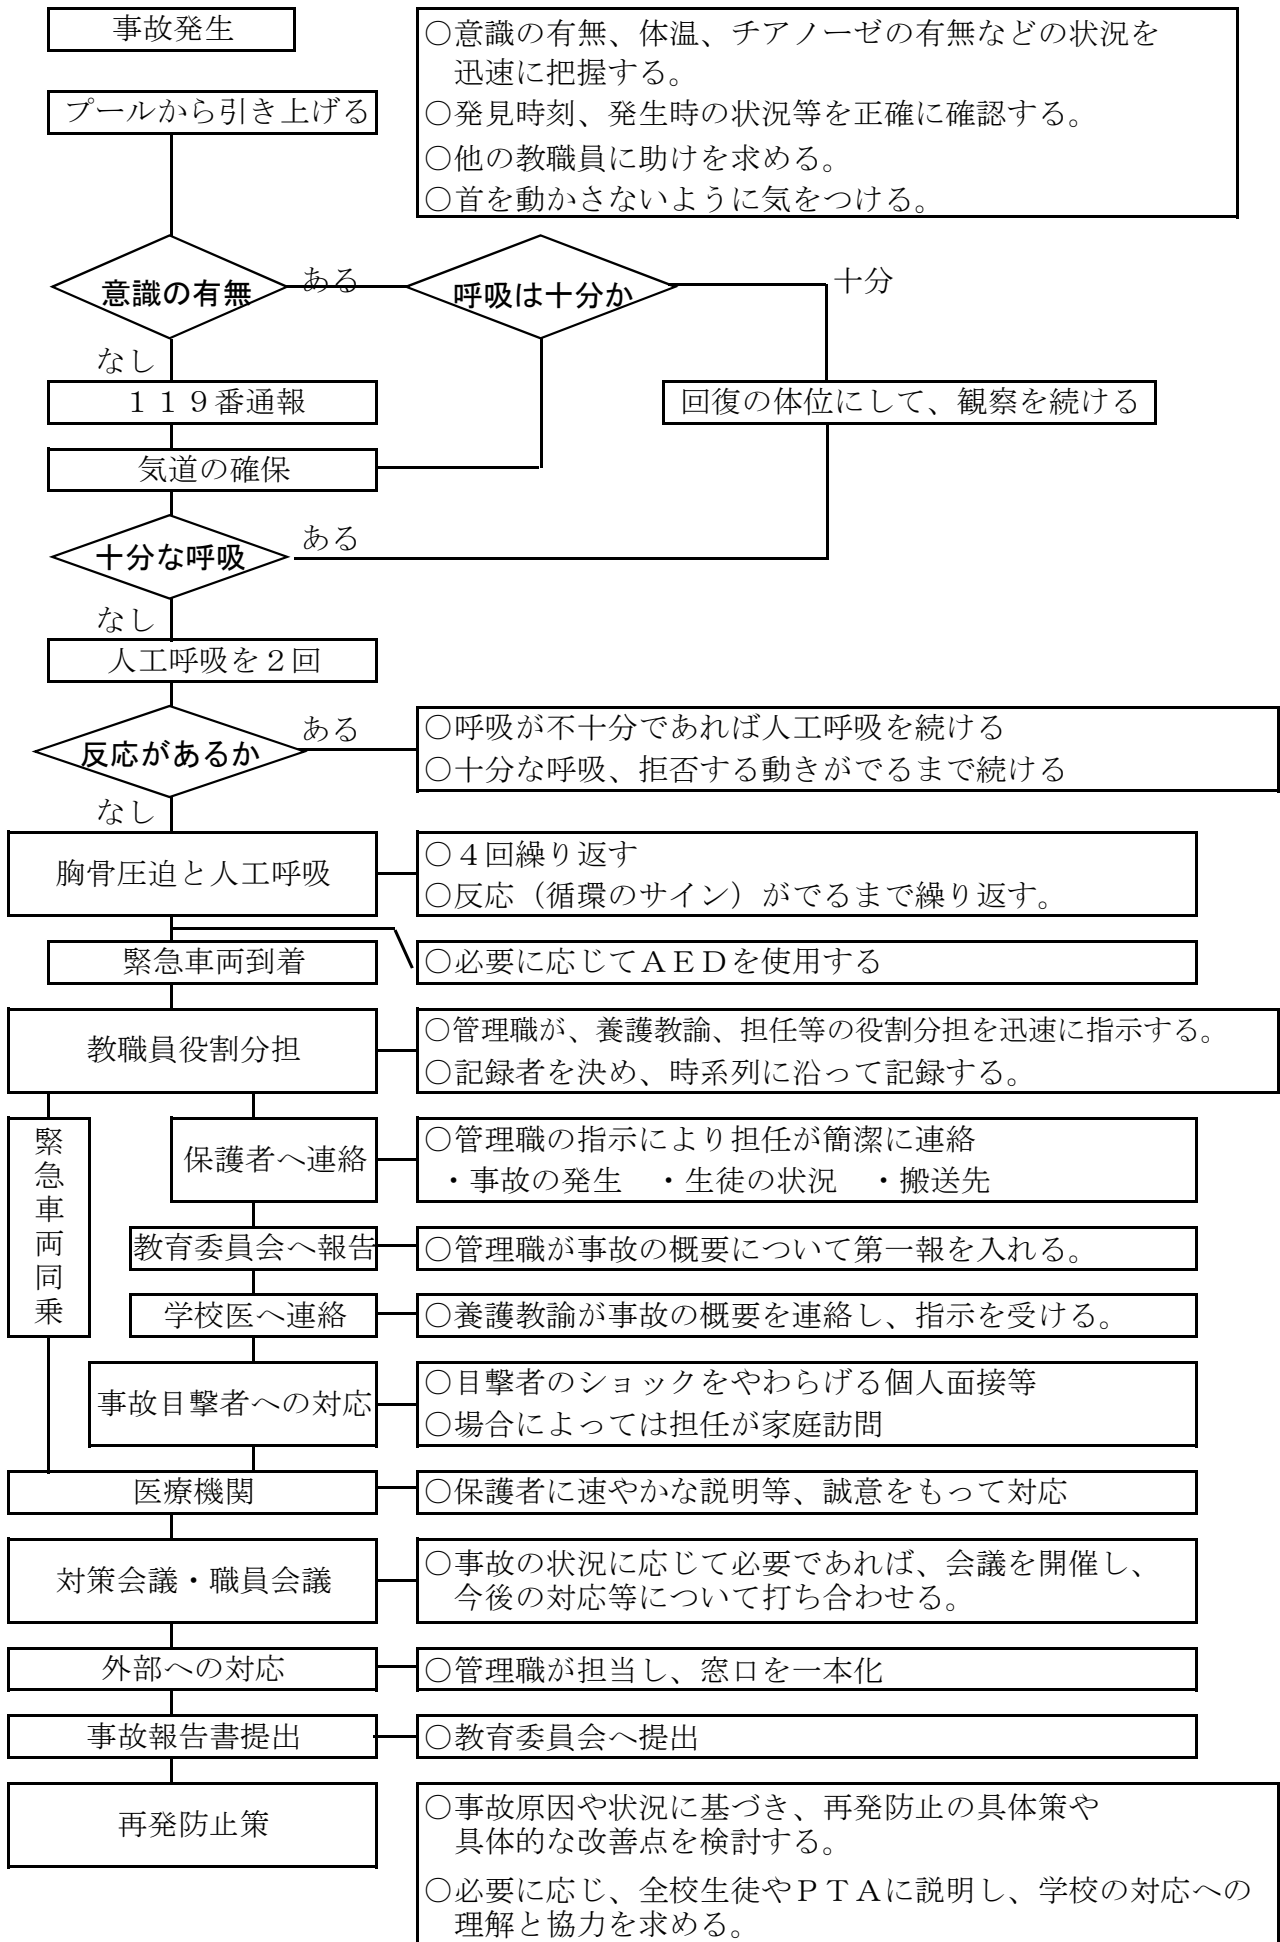 事故発生
○意識の有無、体温、チアノーゼの有無などの状況を
迅速に把握する。
○発見時刻、発生時の状況等を正確に確認する。
○他の教職員に助けを求める。
○首を動かさないように気をつける。
プールから引き上げる
意識の有無
ある
呼吸は十分か
十分
なし
１１９番通報
回復の体位にして、観察を続ける
気道の確保
十分な呼吸
ある
なし
人工呼吸を２回
反応があるか
ある
○呼吸が不十分であれば人工呼吸を続ける
○十分な呼吸、拒否する動きがでるまで続ける
なし
胸骨圧迫と人工呼吸
○４回繰り返す
○反応（循環のサイン）がでるまで繰り返す。
緊急車両到着
○必要に応じてＡＥＤを使用する
教職員役割分担
○管理職が、養護教諭、担任等の役割分担を迅速に指示する。
○記録者を決め、時系列に沿って記録する。
緊急車両同乗
保護者へ連絡
○管理職の指示により担任が簡潔に連絡
・事故の発生　・生徒の状況　・搬送先
教育委員会へ報告
○管理職が事故の概要について第一報を入れる。
学校医へ連絡
○養護教諭が事故の概要を連絡し、指示を受ける。
事故目撃者への対応
○目撃者のショックをやわらげる個人面接等
○場合によっては担任が家庭訪問
医療機関
○保護者に速やかな説明等、誠意をもって対応
対策会議・職員会議
○事故の状況に応じて必要であれば、会議を開催し、
今後の対応等について打ち合わせる。
外部への対応
○管理職が担当し、窓口を一本化
事故報告書提出
○教育委員会へ提出
再発防止策
○事故原因や状況に基づき、再発防止の具体策や
具体的な改善点を検討する。
○必要に応じ、全校生徒やＰＴＡに説明し、学校の対応への
理解と協力を求める。